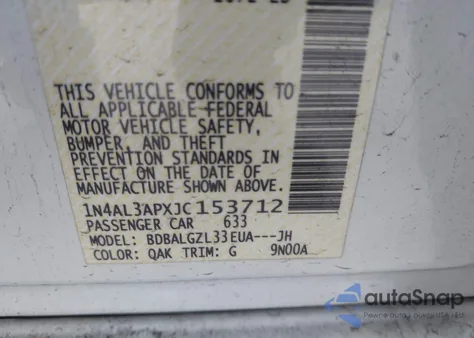 THIS VEHICLE CONFORMS TO
ALL APPLICABLE FEDERAL
MOTOR VEHICLE SAFETY,
BUMPER, AND THEFT
PREVENTION STANDARDS IN
EFFECT ON THE DATE OF
MANUFACTURE SHOWN ABOVE.
1N4AL3APXJC153712
PASSENGER CAR 633
MODEL: BDBALGZL33EUA---JH
COLOR: QAK TRIM: G 9N00A
autoSnap